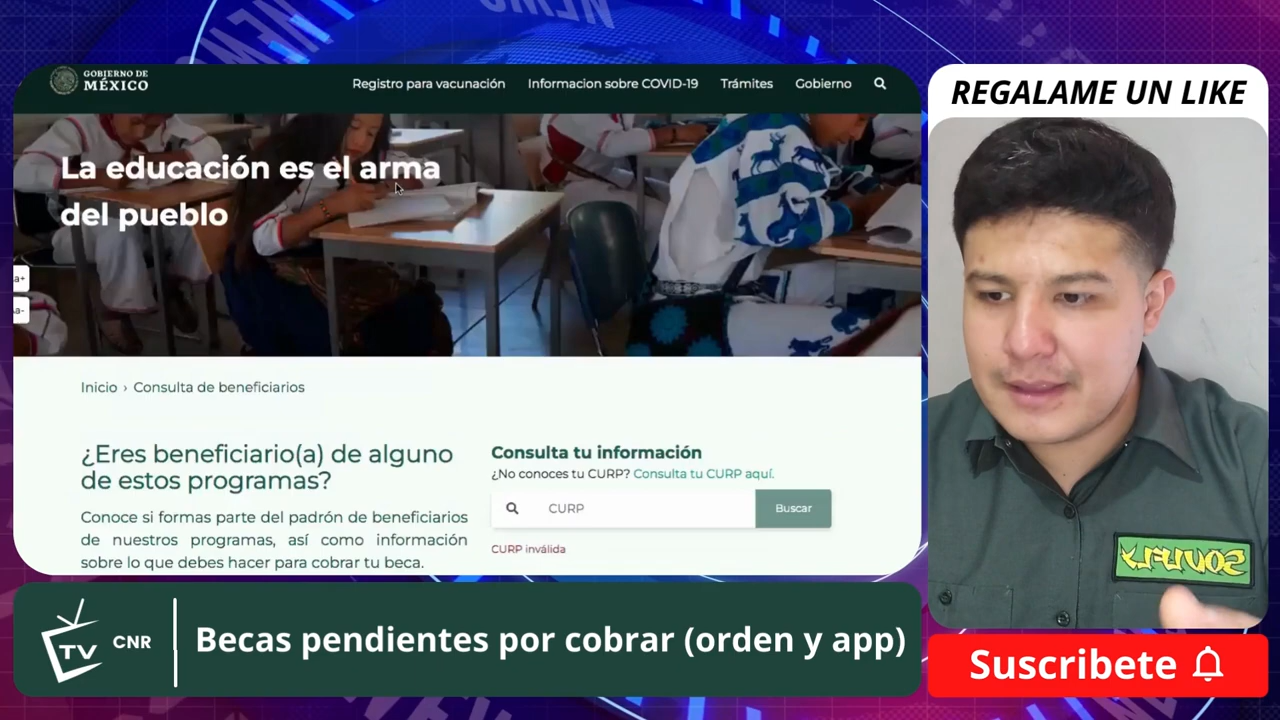 GOBIERNO DE
MÉXICO
Registro para vacunación
Informacion sobre COVID-19
Trámites
Gobierno
La educación es el arma
del pueblo
a+
a-
Inicio › Consulta de beneficiarios
¿Eres beneficiario(a) de alguno
de estos programas?
Conoce si formas parte del padrón de beneficiarios
de nuestros programas, así como información
sobre lo que debes hacer para cobrar tu beca.
Consulta tu información
¿No conoces tu CURP? Consulta tu CURP aquí.
CURP
Buscar
CURP inválida
TV
CNR
Becas pendientes por cobrar (orden y app)
REGALAME UN LIKE
Suscribete
NEWS
NEWS